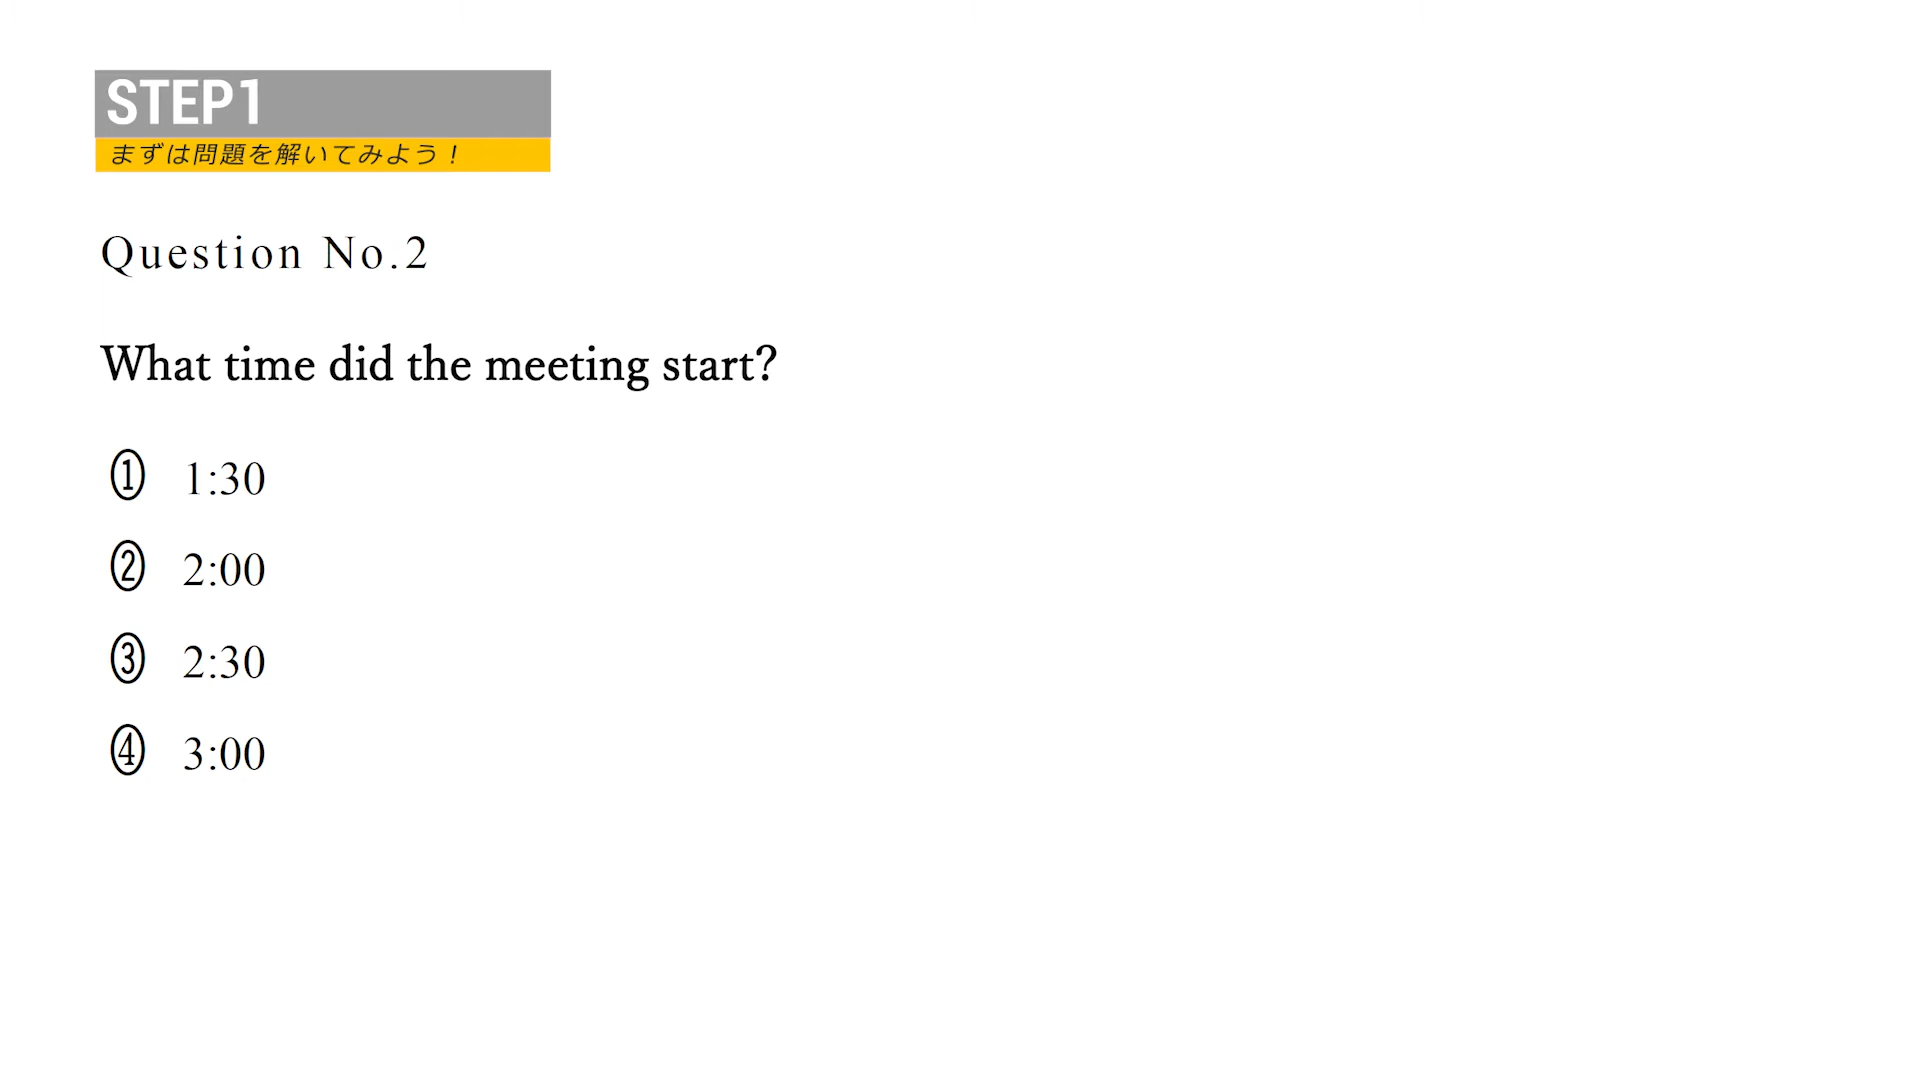 STEP1
まずは問題を解いてみよう！
Question No.2
What time did the meeting start?
① 1:30
② 2:00
③ 2:30
④ 3:00